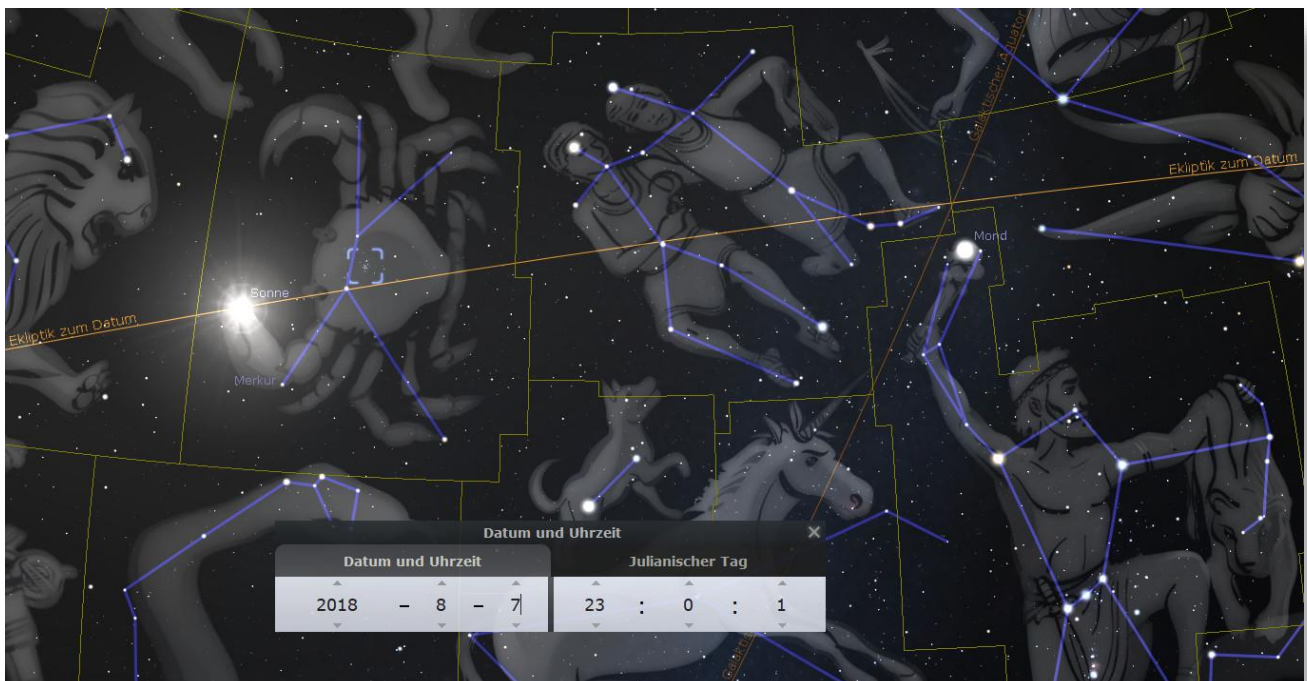 Galaktischer Äquator
Ekliptik zum Datum
Mond
Sonne
Ekliptik zum Datum
Merkur
Datum und Uhrzeit ×
Datum und Uhrzeit Julianischer Tag
2018 – 8 – 7 23 : 0 : 1